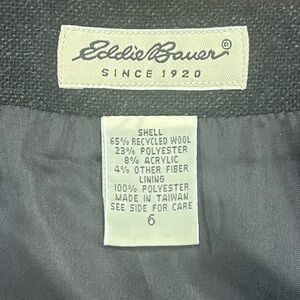 Eddie Bauer®
SINCE 1920
SHELL
65% RECYCLED WOOL
23% POLYESTER
8% ACRYLIC
4% OTHER FIBER
LINING
100% POLYESTER
MADE IN TAIWAN
SEE SIDE FOR CARE
6